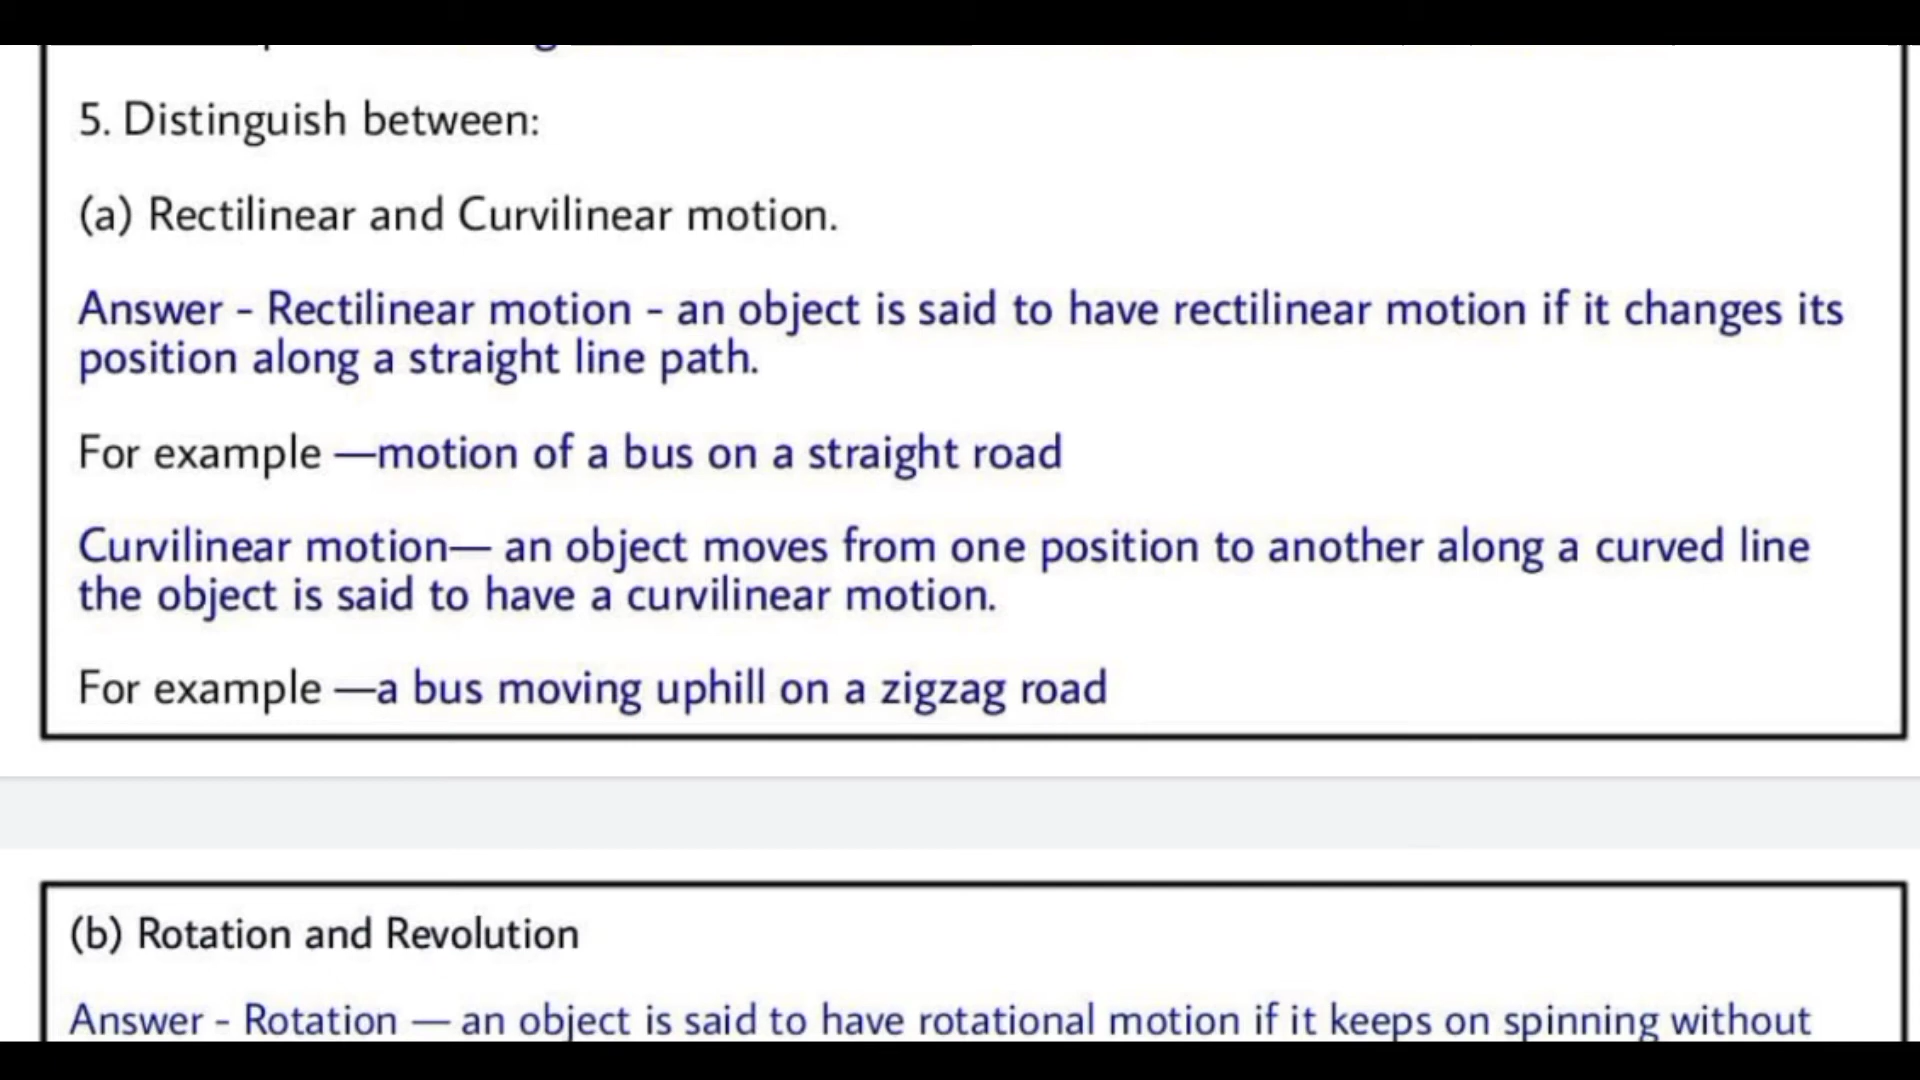 5. Distinguish between:
(a) Rectilinear and Curvilinear motion.
Answer - Rectilinear motion - an object is said to have rectilinear motion if it changes its
position along a straight line path.
For example —motion of a bus on a straight road
Curvilinear motion— an object moves from one position to another along a curved line
the object is said to have a curvilinear motion.
For example —a bus moving uphill on a zigzag road
(b) Rotation and Revolution
Answer - Rotation — an object is said to have rotational motion if it keeps on spinning without